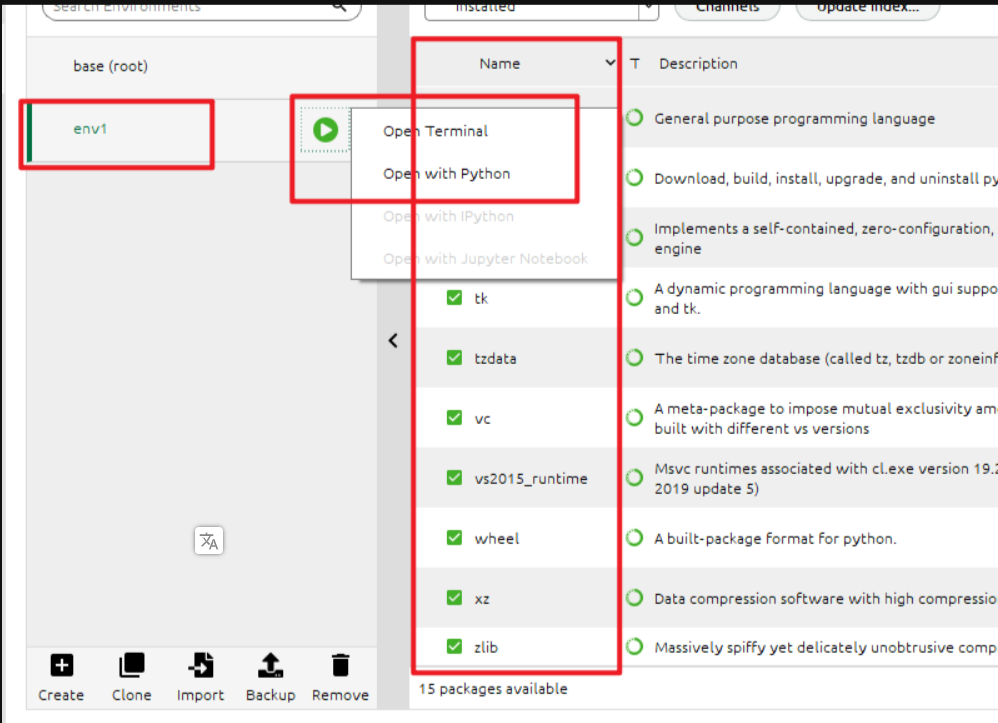 Search Environments
Installed
Channels
Update index...
base (root)
env1
Name
T
Description
Open Terminal
Open with Python
Open with IPython
Open with Jupyter Notebook
General purpose programming language
Download, build, install, upgrade, and uninstall py
Implements a self-contained, zero-configuration,
engine
tk
A dynamic programming language with gui suppo
and tk.
tzdata
The time zone database (called tz, tzdb or zoneinf
vc
A meta-package to impose mutual exclusivity am
built with different vs versions
vs2015_runtime
Msvc runtimes associated with cl.exe version 19.2
2019 update 5)
wheel
A built-package format for python.
xz
Data compression software with high compressio
zlib
Massively spiffy yet delicately unobtrusive comp
Create
Clone
Import
Backup
Remove
15 packages available